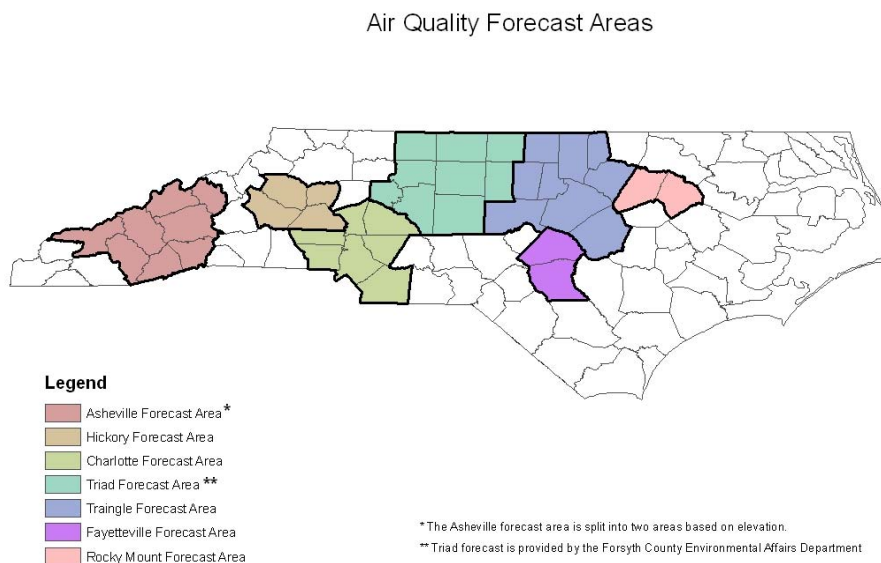 Air Quality Forecast Areas
Legend
Asheville Forecast Area *
Hickory Forecast Area
Charlotte Forecast Area
Triad Forecast Area **
Traingle Forecast Area
Fayetteville Forecast Area
Rocky Mount Forecast Area
* The Asheville forecast area is split into two areas based on elevation.
** Triad forecast is provided by the Forsyth County Environmental Affairs Department